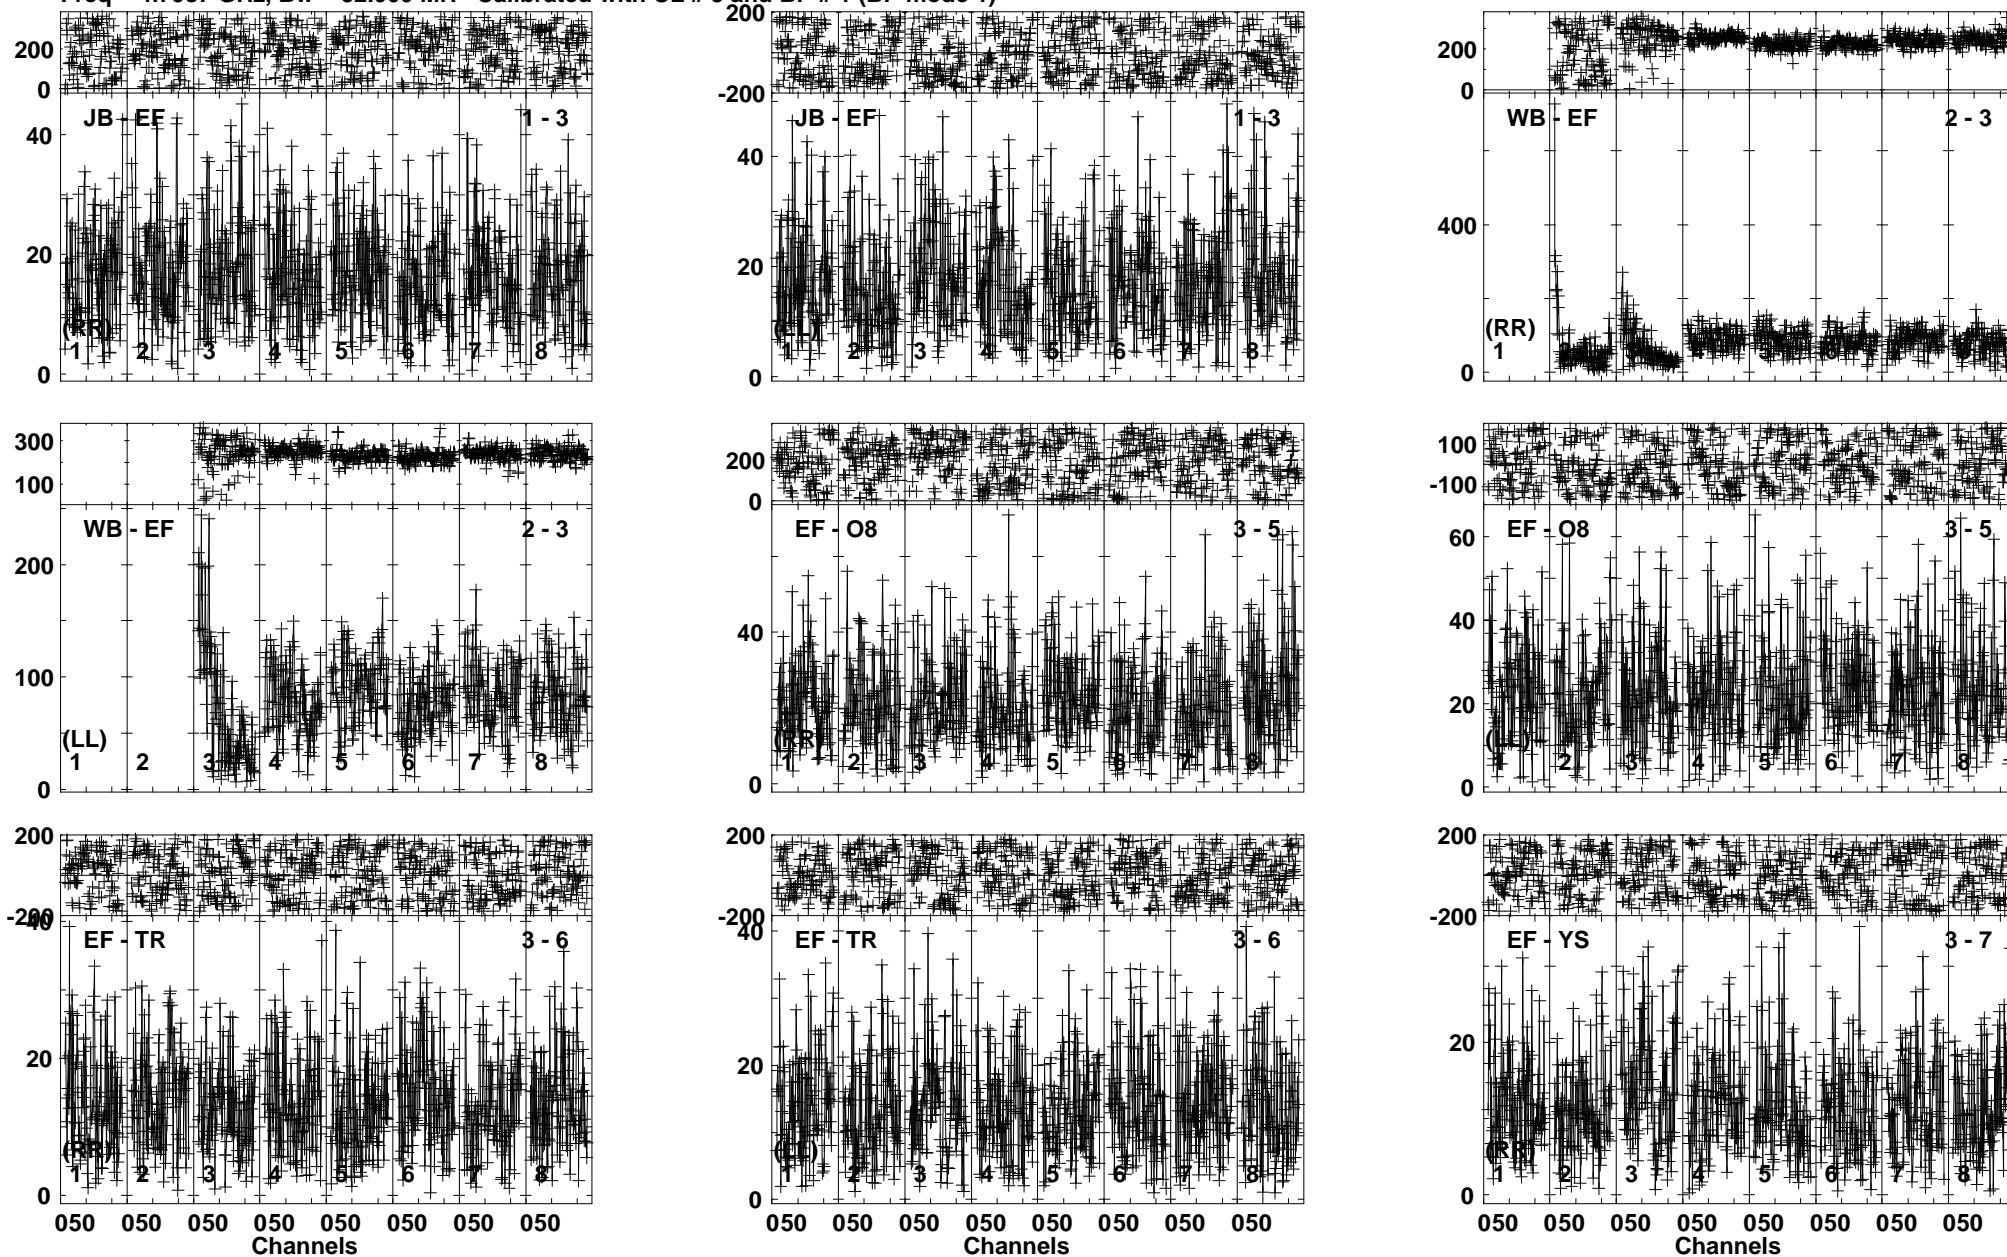 200 200
200 0 -200 200 0
JB - EF 1 - 3 JB - EF 1 - 3 WB - EF 2 - 3
40 40 400
20 20
(RR) (LL) (RR)
1 2 3 4 5 6 7 8 1 2 3 4 5 6 7 8 1
0 0 0
300 100 200 0 100 -100
WB - EF 2 - 3 EF - O8 3 - 5 EF - O8 3 - 5
200 60
40 40
100 20
(LL) (RR) (LL)
1 2 3 4 5 6 7 8 1 2 3 4 5 6 7 8 1 2 3 4 5 6 7 8
0 0 0
200 200 200
-200 -200 -200
40 40
EF - TR 3 - 6 EF - TR 3 - 6 EF - YS 3 - 7
20 20 20
(RR) (LL) (RR)
1 2 3 4 5 6 7 8 1 2 3 4 5 6 7 8 1 2 3 4 5 6 7 8
0 0 0
050 050 050 050 050 050 050 050 050 050 050 050 050 050 050 050 050 050 050 050 050 050 050 050
Channels Channels Channels